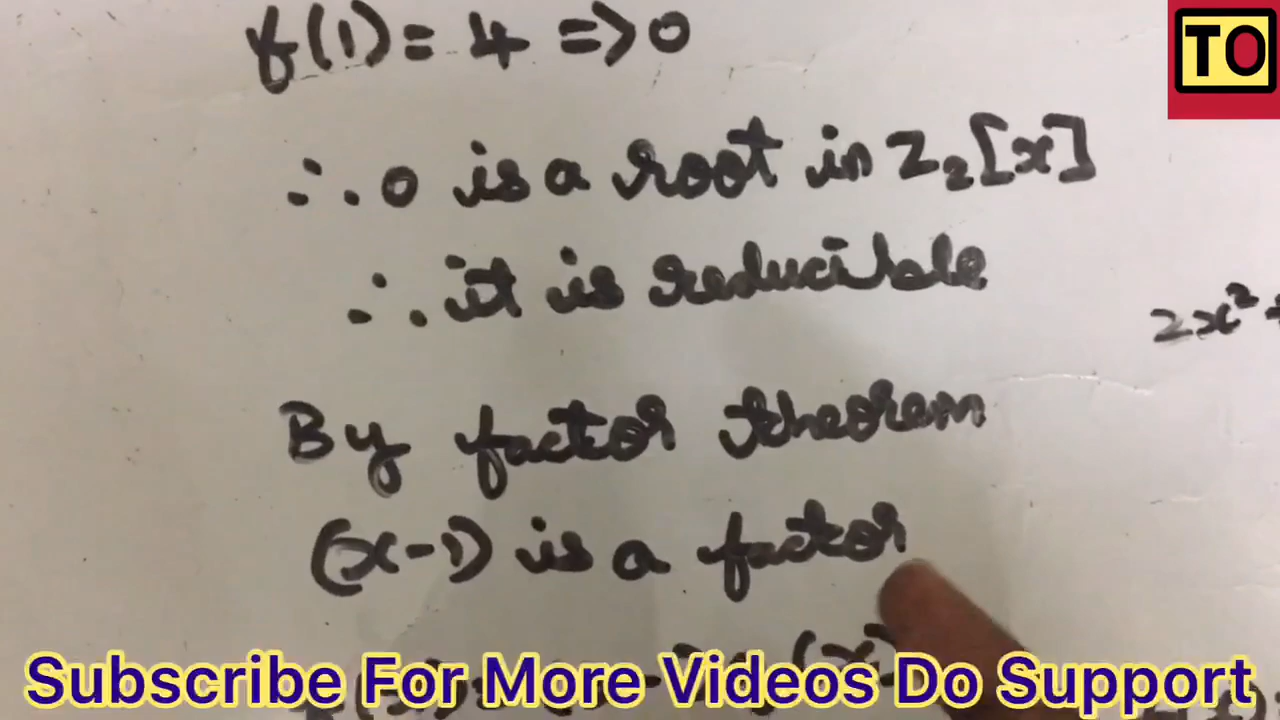 f(1) = 4 => 0
TO
∴ 0 is a root in Z₂[x]
∴ it is reducible
2x²
By factor theorem
(x-1) is a factor
(x)
Subscribe For More Videos Do Support